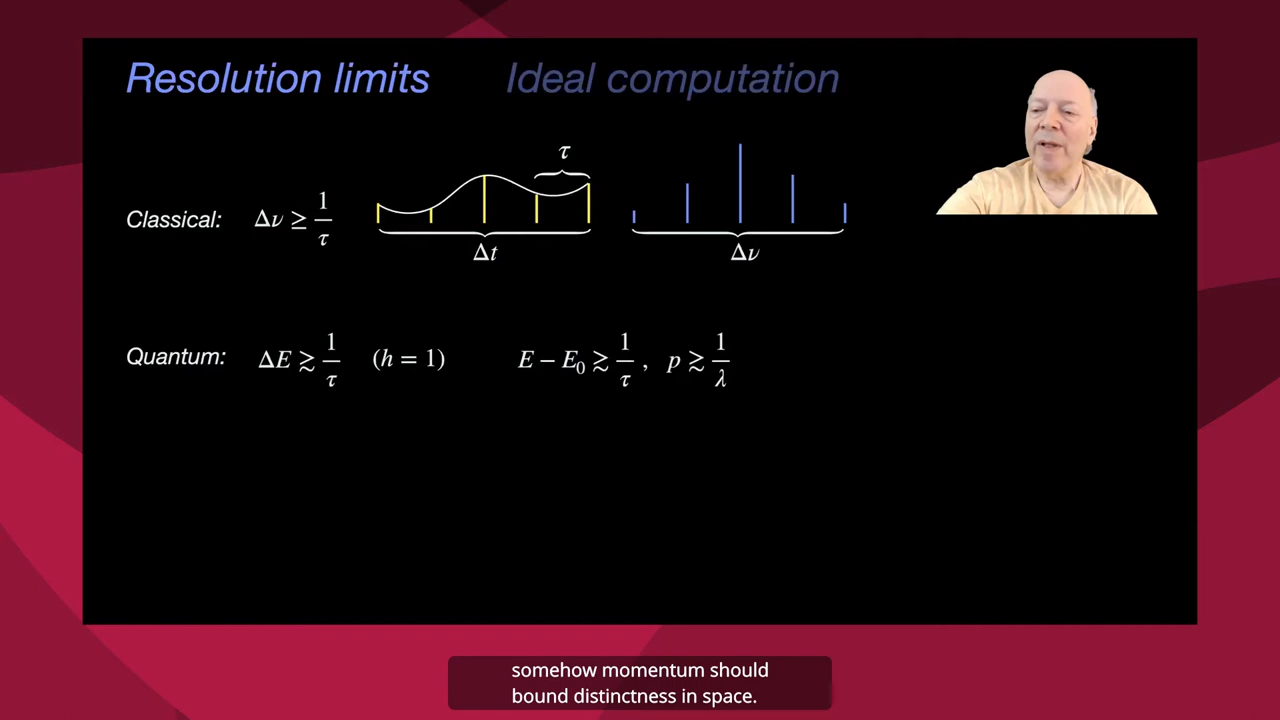 Resolution limits Ideal computation
τ
Classical: Δν ≥ 1/τ
Δt Δν
Quantum: ΔE ≳ 1/τ (h = 1) E − E₀ ≳ 1/τ , p ≳ 1/λ
somehow momentum should
bound distinctness in space.